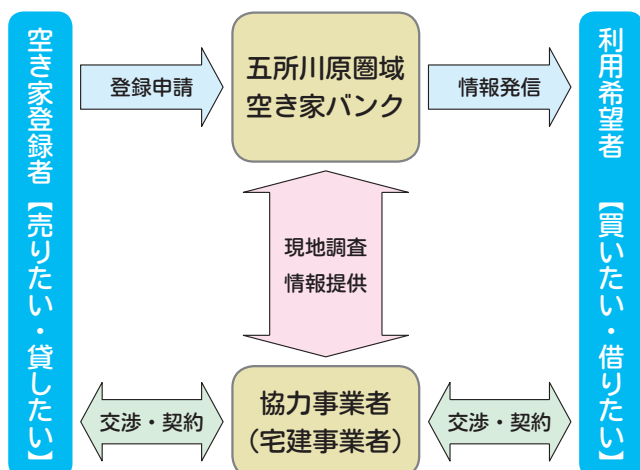 空き家登録者【売りたい・貸したい】
登録申請
五所川原圏域
空き家バンク
情報発信
利用希望者　【買いたい・借りたい】
現地調査
情報提供
交渉・契約
協力事業者
（宅建事業者）
交渉・契約